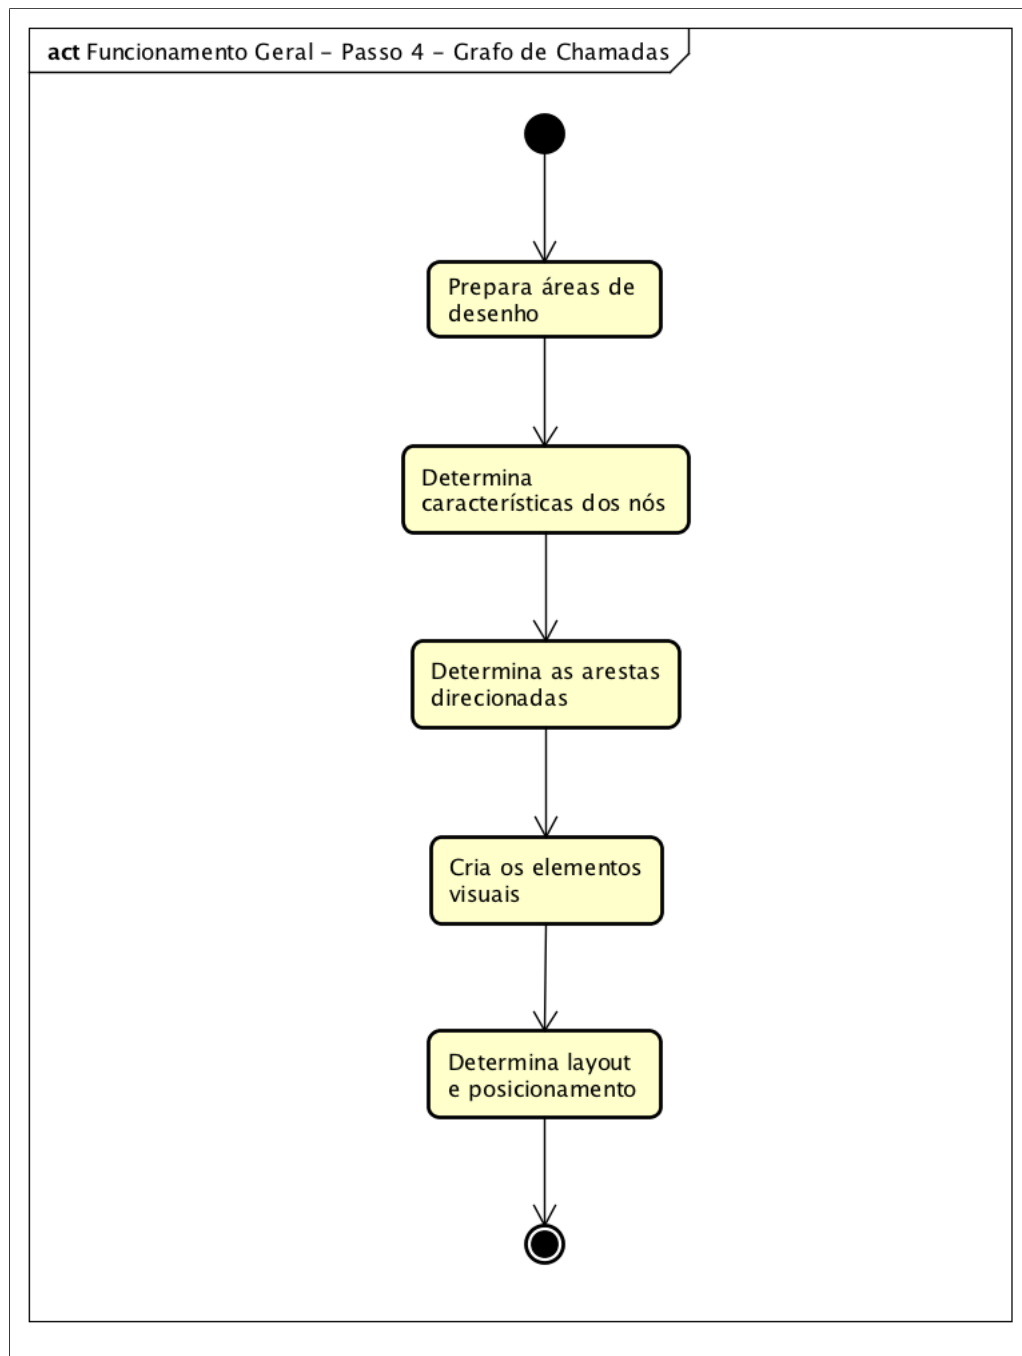 act Funcionamento Geral – Passo 4 – Grafo de Chamadas
Prepara áreas de
desenho
Determina
característísticas dos nós
Determina as arestas
direcionadas
Cria os elementos
visuais
Determina layout
e posicionamento